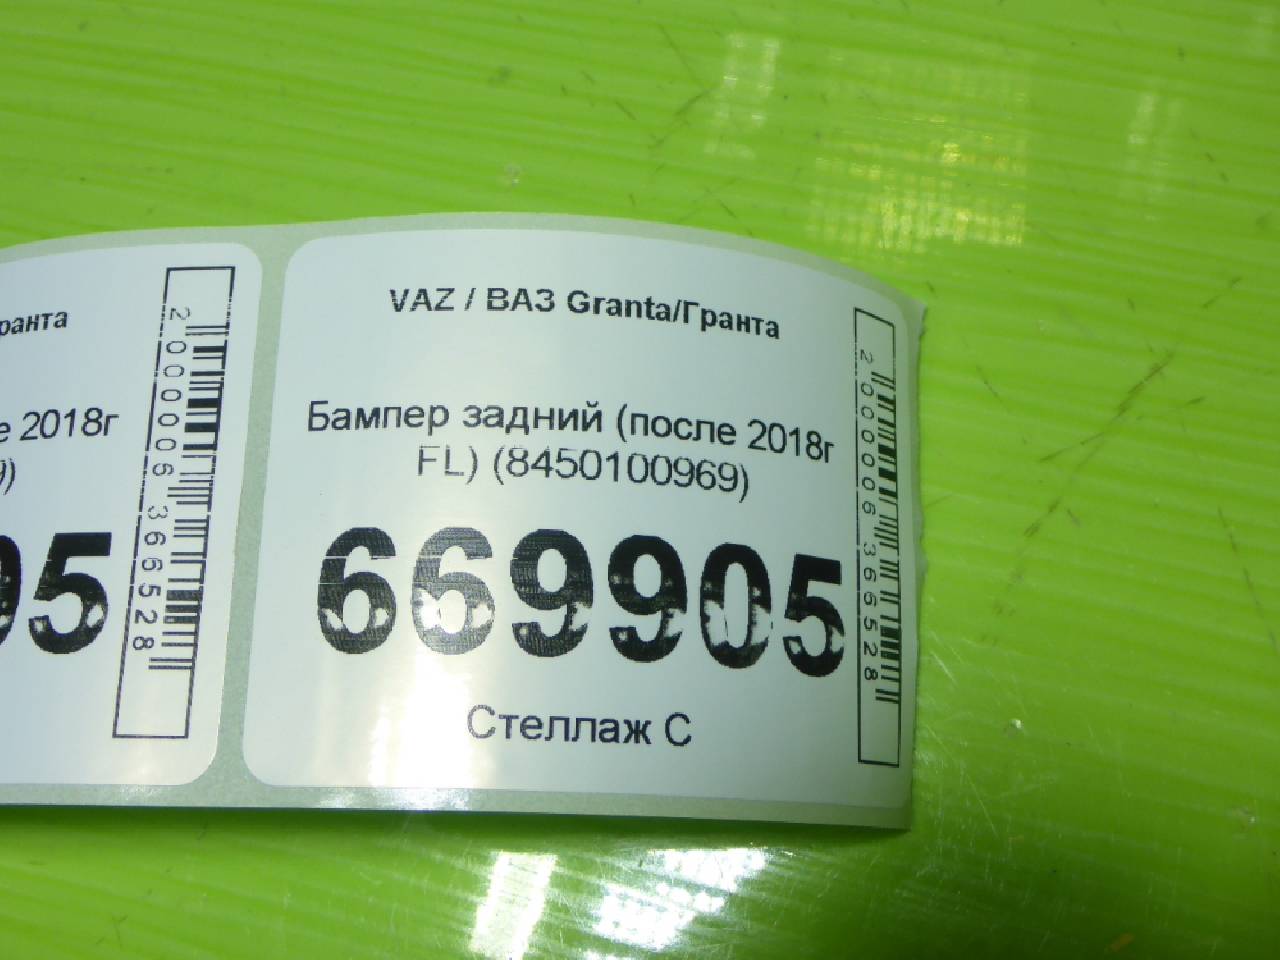 VAZ / ВАЗ Granta/Гранта
Бампер задний (после 2018г
FL) (8450100969)
669905
Стеллаж С
2000006366528
ранта
е 2018г
9)
95
2000006366528